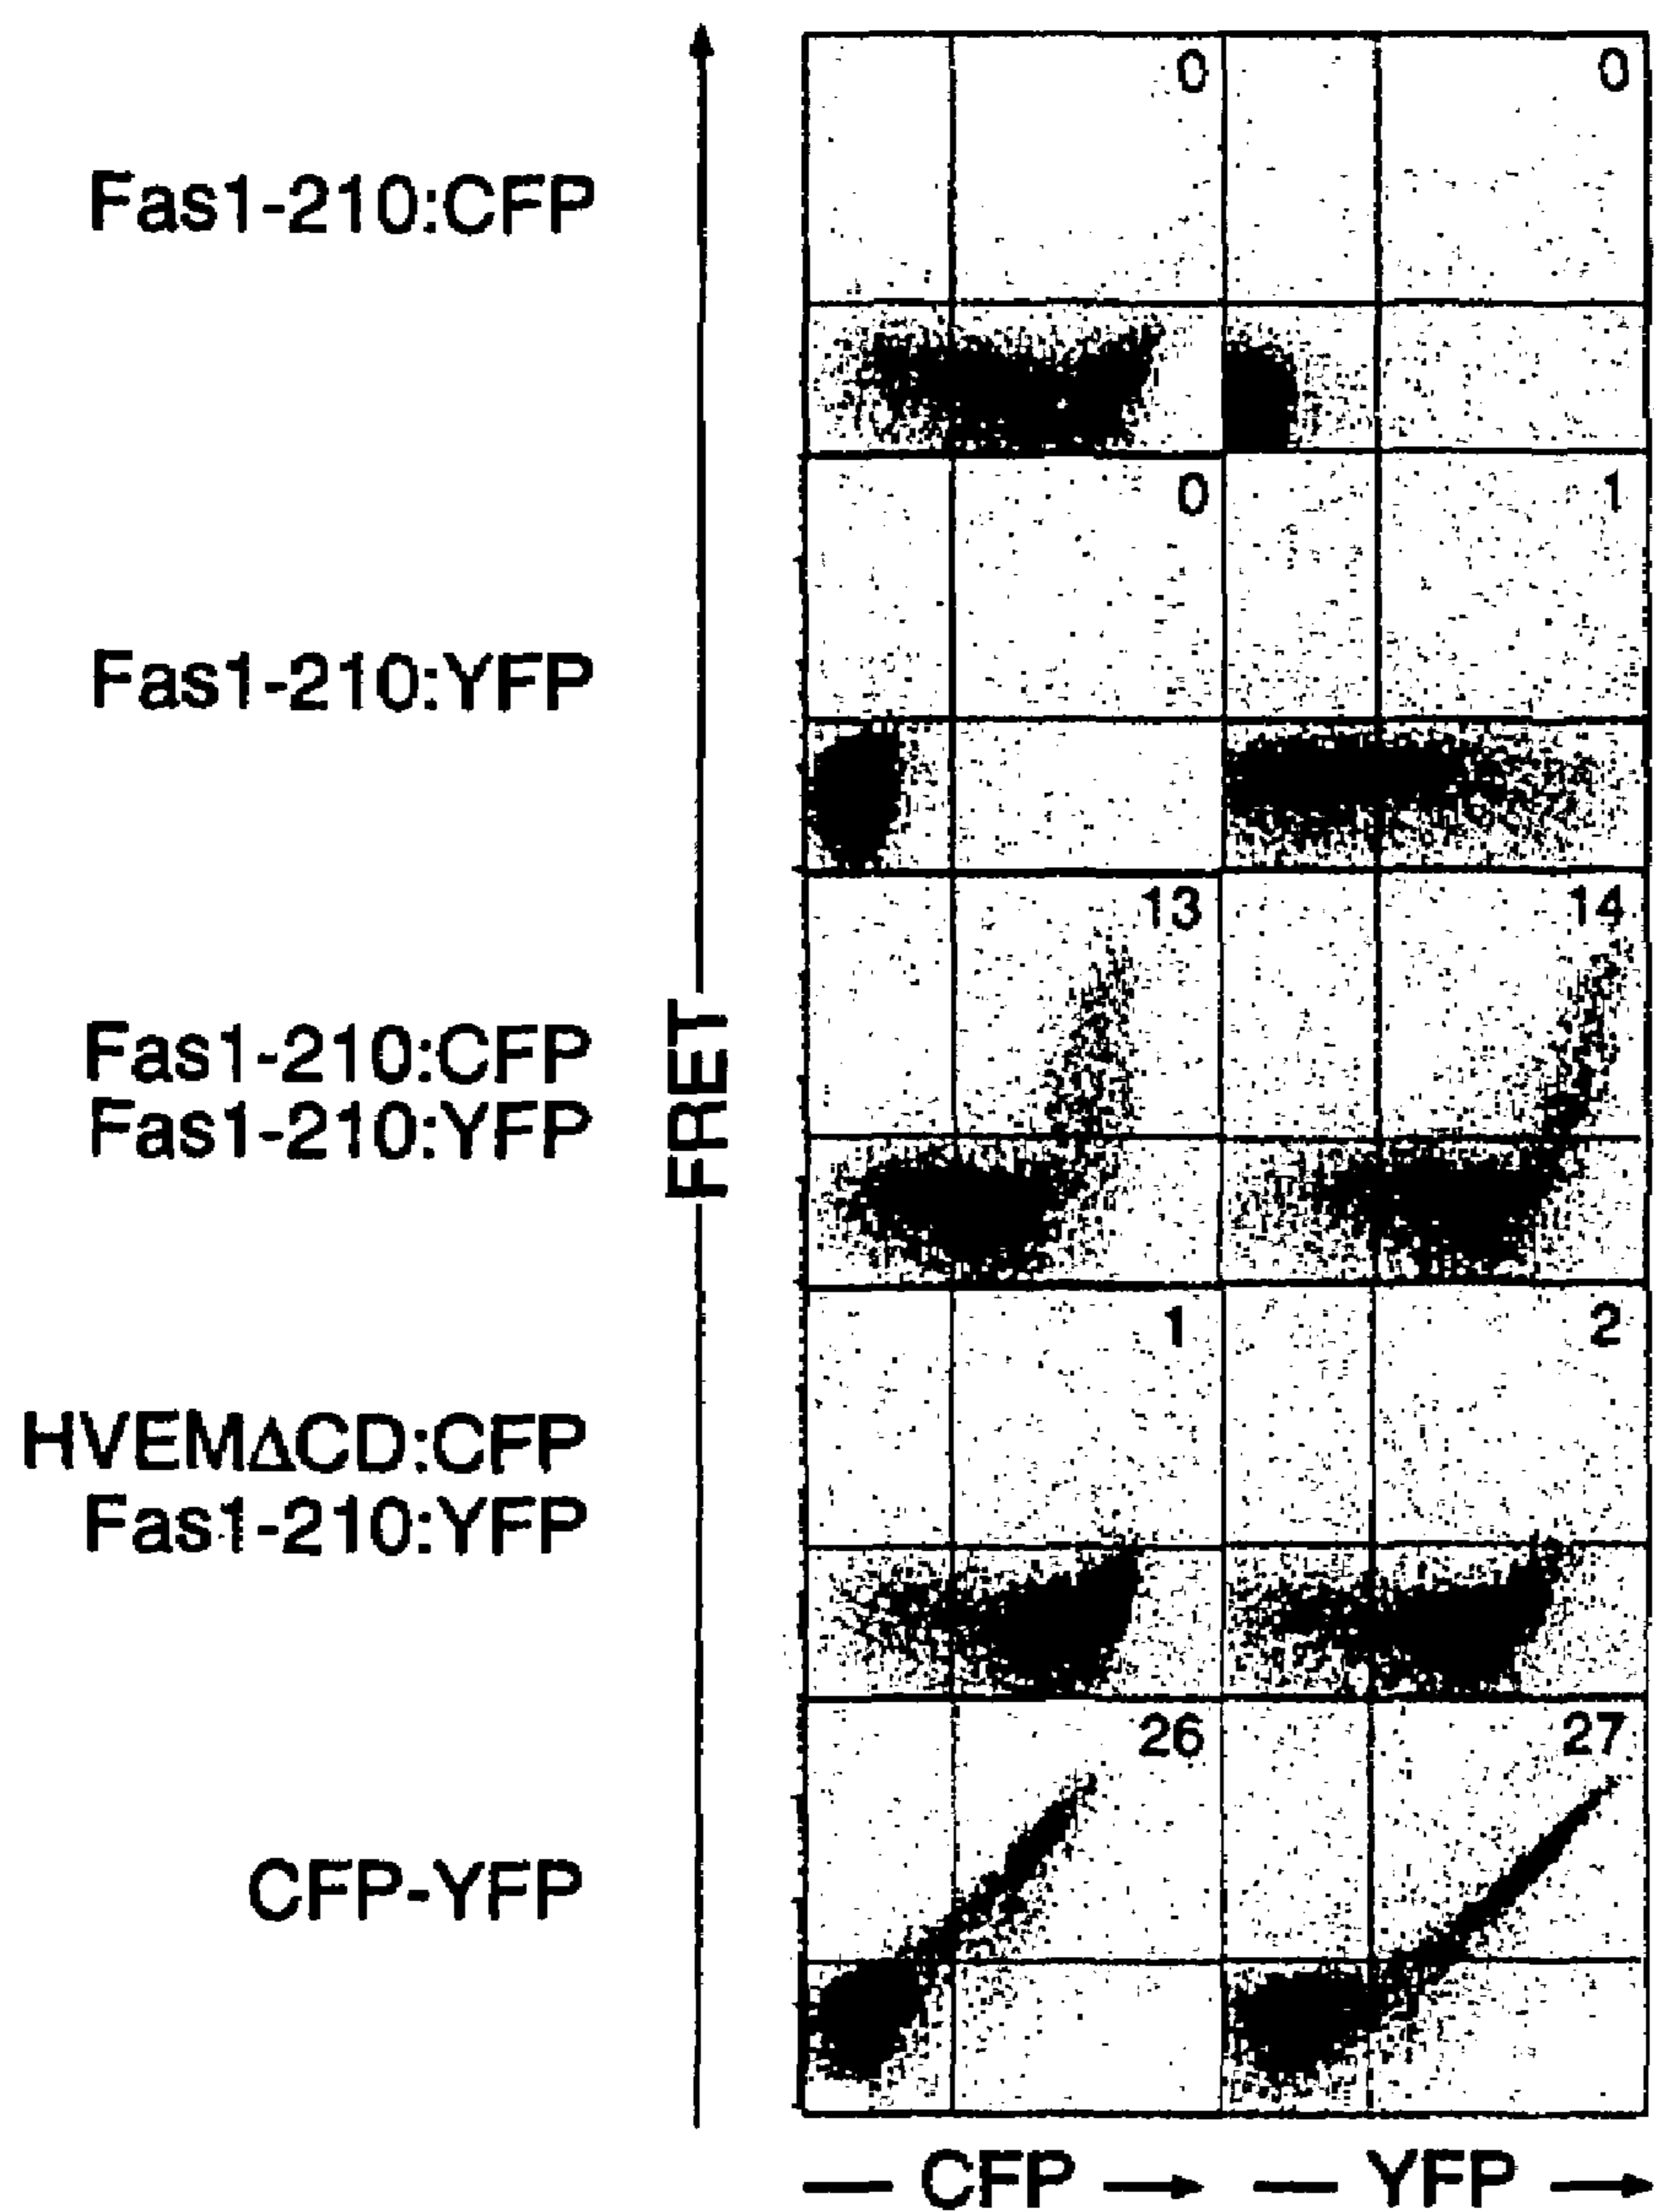 0 0
Fas1-210:CFP
0 1
Fas1-210:YFP
13 14
Fas1-210:CFP
Fas1-210:YFP
FRET
1 2
HVEMΔCD:CFP
Fas1-210:YFP
26 27
CFP-YFP
CFP YFP